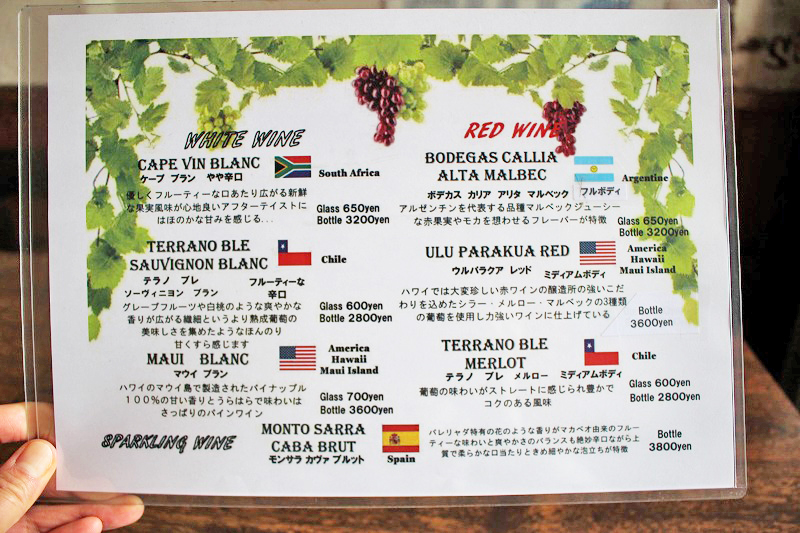 WHITE WINE
CAPE VIN BLANC
ケープ ブラン やや辛口
South Africa
優しくフルーティーな口あたり広がる新鮮
な果実風味が心地良いアフターテイストに
はほのかな甘みを感じる...
Glass 650yen
Bottle 3200yen
TERRANO BLE
SAUVIGNON BLANC
Chile
テラノ ブレ
ソーヴィニヨン ブラン
フルーティーな
辛口
グレープフルーツや白桃のような爽やかな
香りが広がる繊細というより熟成葡萄の
美味しさを集めたようなほんのり
甘くすら感じます
Glass 600yen
Bottle 2800yen
MAUI BLANC
マウイ ブラン
America
Hawaii
Maui Island
ハワイのマウイ島で製造されたパイナップル
100%の甘い香りとうらはらで味わいは
さっぱりのパインワイン
Glass 700yen
Bottle 3600yen
RED WINE
BODEGAS CALLIA
ALTA MALBEC
Argentine
ボデカス カリア アリタ マルベック
フルボディ
アルゼンチンを代表する品種マルベックジューシー
な赤果実やモカを想わせるフレーバーが特徴
Glass 650yen
Bottle 3200yen
ULU PARAKUA RED
ウルパラクア レッド
ミディアムボディ
America
Hawaii
Maui Island
ハワイでは大変珍しい赤ワインの醸造所の強いこだ
わりを込めたシラー・メルロー・マルベックの3種類
の葡萄を使用し力強いワインに仕上げている
Bottle
3600yen
TERRANO BLE
MERLOT
Chile
テラノ ブレ メルロー ミディアムボディ
葡萄の味わいがストレートに感じられ豊かで
コクのある風味
Glass 600yen
Bottle 2800yen
SPARKLING WINE
MONTO SARRA
CABA BRUT
モンサラ カヴァ ブルット
Spain
パレリャダ特有の花のような香りがマカベオ由来のフルー
ティーな味わいと爽やかさのバランスも絶妙辛口ながら上
質で柔らかな口当たりときめ細やかな泡立ちが特徴
Bottle
3800yen